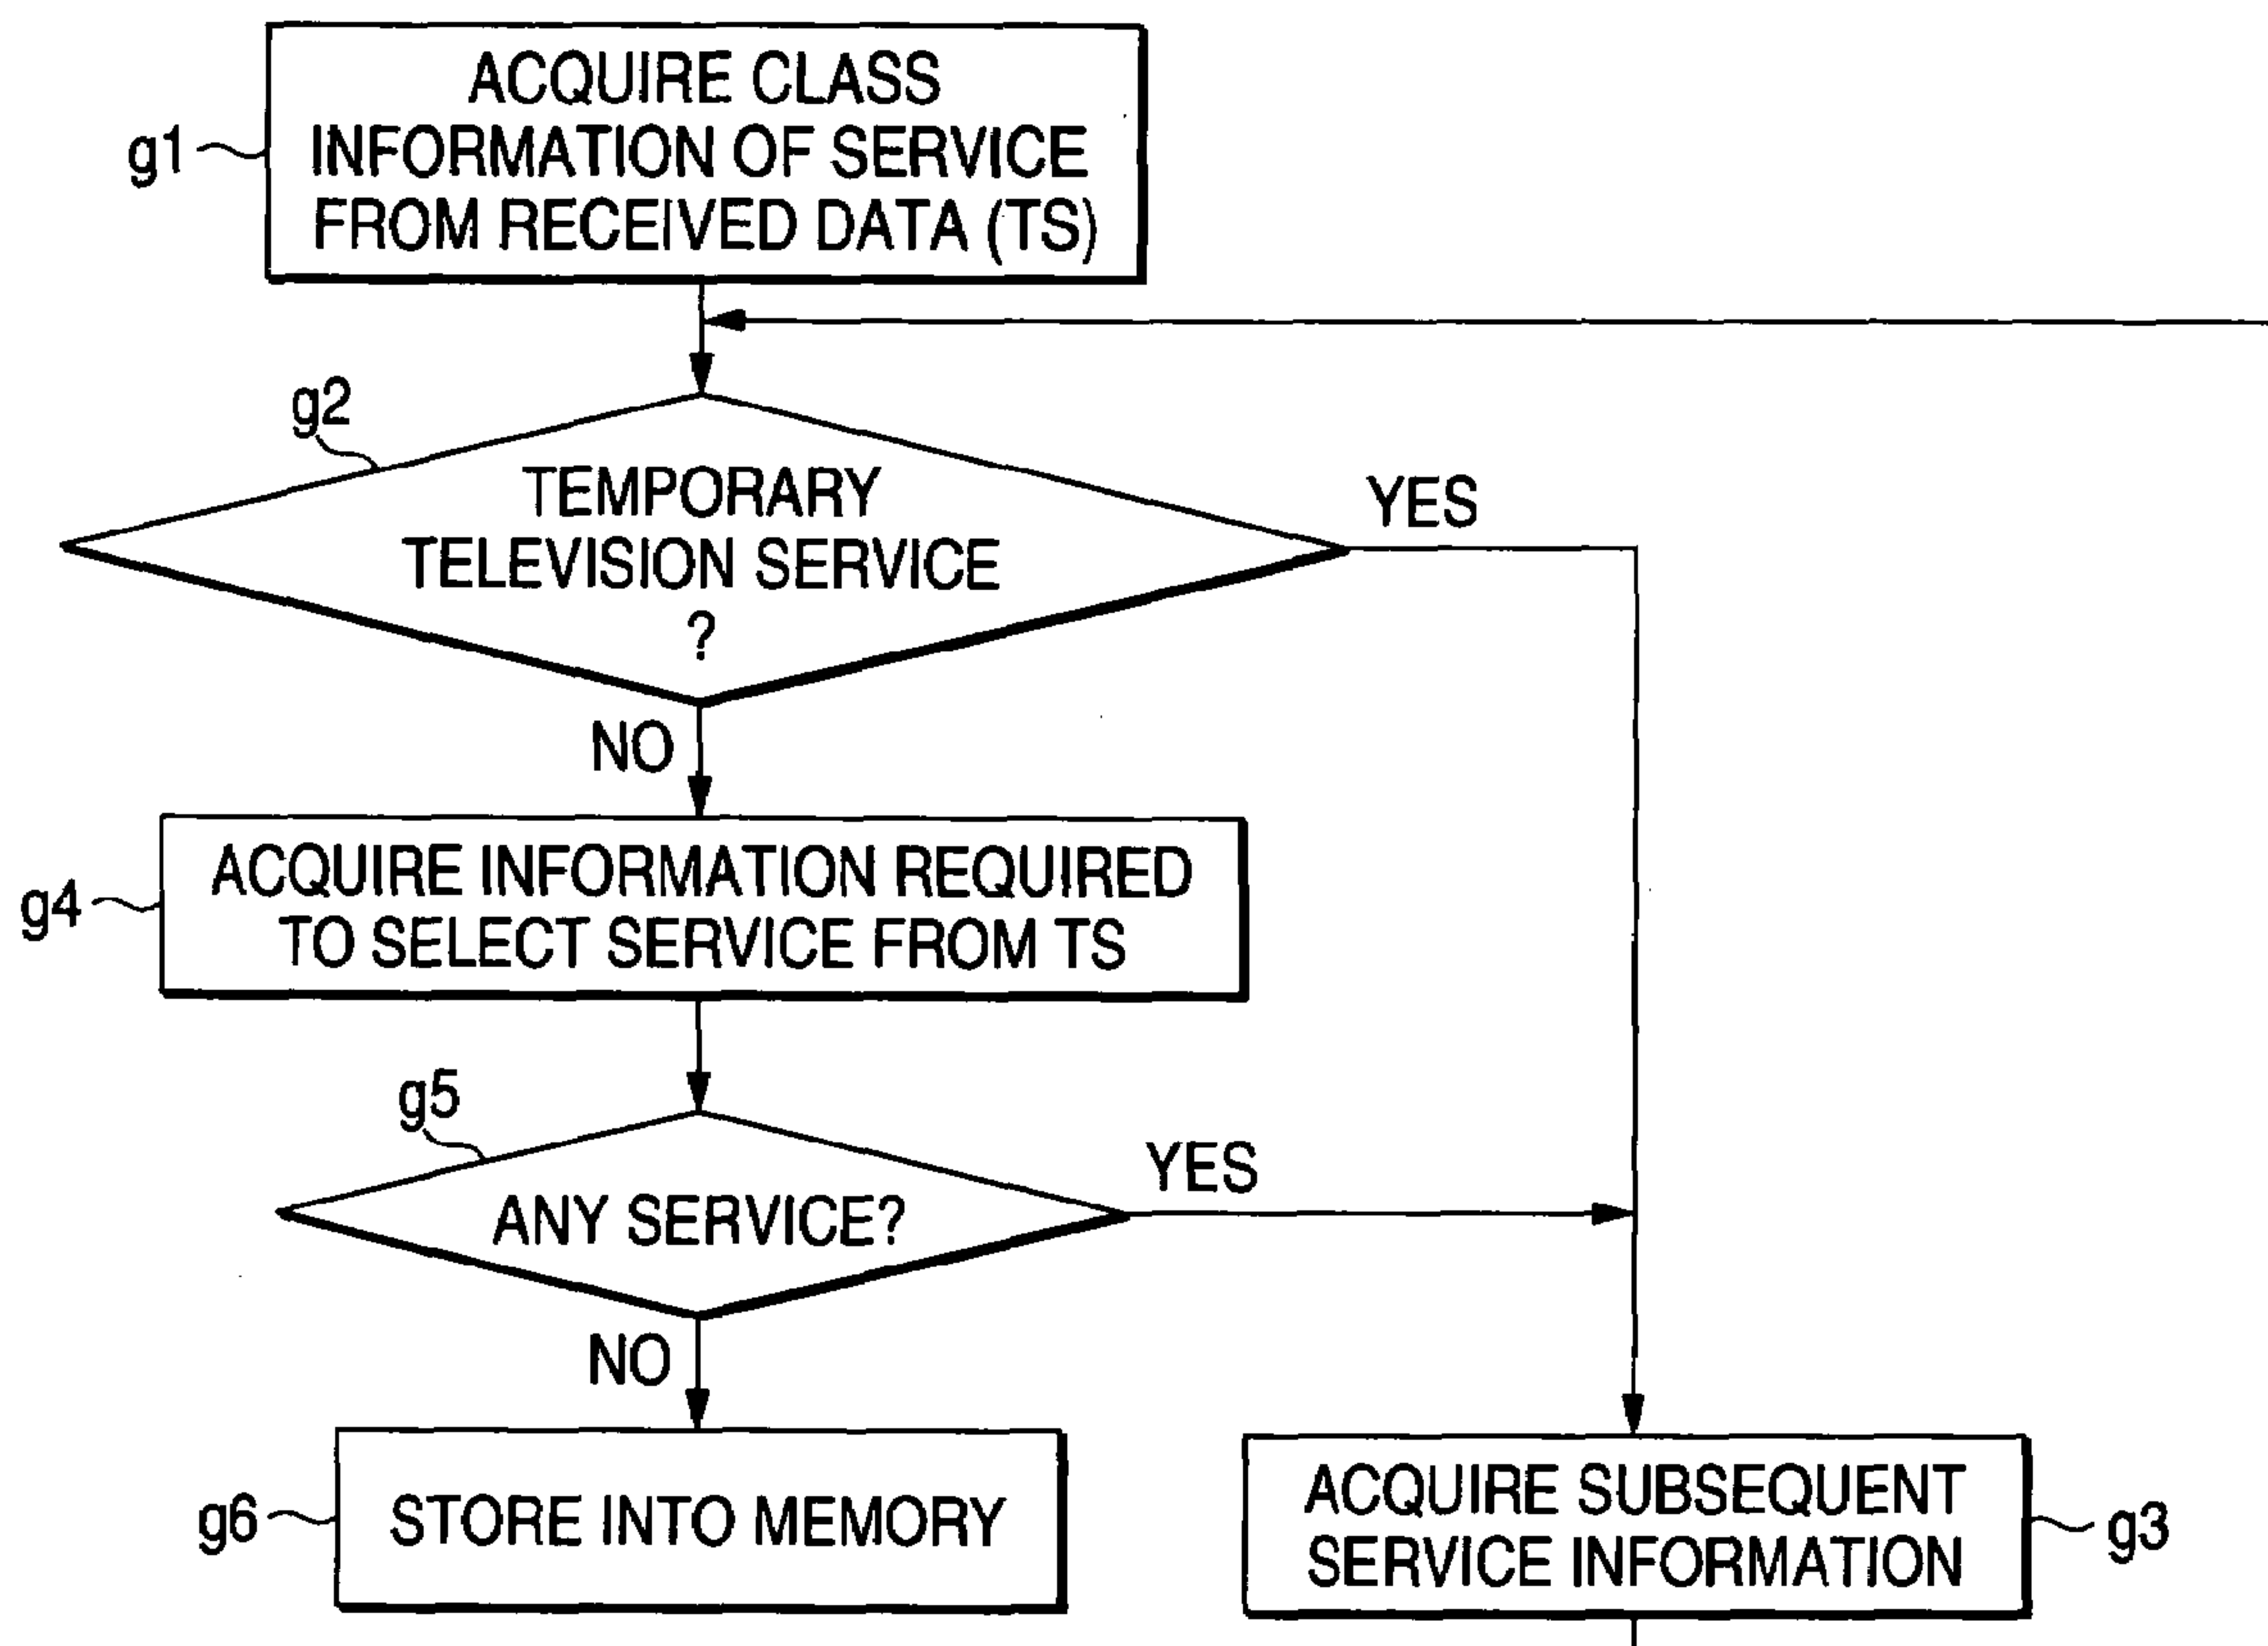 ACQUIRE CLASS
INFORMATION OF SERVICE
FROM RECEIVED DATA (TS)
g1
g2
TEMPORARY
TELEVISION SERVICE
?
YES
NO
ACQUIRE INFORMATION REQUIRED
TO SELECT SERVICE FROM TS
g4
g5
ANY SERVICE?
YES
NO
g6
STORE INTO MEMORY
ACQUIRE SUBSEQUENT
SERVICE INFORMATION
g3